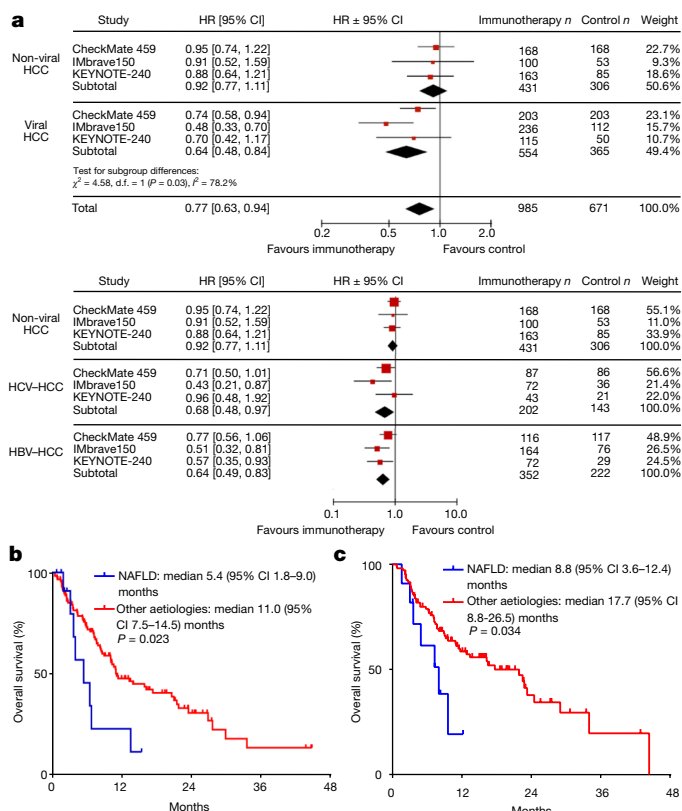 a
Study HR [95% CI] HR ± 95% CI Immunotherapy n Control n Weight
Non-viral HCC
CheckMate 459 0.95 [0.74, 1.22] 168 168 22.7%
IMbrave150 0.91 [0.52, 1.59] 100 53 9.3%
KEYNOTE-240 0.88 [0.64, 1.21] 163 85 18.6%
Subtotal 0.92 [0.77, 1.11] 431 306 50.6%
Viral HCC
CheckMate 459 0.74 [0.58, 0.94] 203 203 23.1%
IMbrave150 0.48 [0.33, 0.70] 236 112 15.7%
KEYNOTE-240 0.70 [0.42, 1.17] 115 50 10.7%
Subtotal 0.64 [0.48, 0.84] 554 365 49.4%
Test for subgroup differences:
χ² = 4.58, d.f. = 1 (P = 0.03), I² = 78.2%
Total 0.77 [0.63, 0.94] 985 671 100.0%
0.2 0.5 1.0 2.0
Favours immunotherapy Favours control
Study HR [95% CI] HR ± 95% CI Immunotherapy n Control n Weight
Non-viral HCC
CheckMate 459 0.95 [0.74, 1.22] 168 168 55.1%
IMbrave150 0.91 [0.52, 1.59] 100 53 11.0%
KEYNOTE-240 0.88 [0.64, 1.21] 163 85 33.9%
Subtotal 0.92 [0.77, 1.11] 431 306 100.0%
HCV–HCC
CheckMate 459 0.71 [0.50, 1.01] 87 86 56.6%
IMbrave150 0.43 [0.21, 0.87] 72 36 21.4%
KEYNOTE-240 0.96 [0.48, 1.92] 43 21 22.0%
Subtotal 0.68 [0.48, 0.97] 202 143 100.0%
HBV–HCC
CheckMate 459 0.77 [0.56, 1.06] 116 117 48.9%
IMbrave150 0.51 [0.32, 0.81] 164 76 26.5%
KEYNOTE-240 0.57 [0.35, 0.93] 72 29 24.5%
Subtotal 0.64 [0.49, 0.83] 352 222 100.0%
0.1 1.0 10.0
Favours immunotherapy Favours control
b
NAFLD: median 5.4 (95% CI 1.8–9.0)
months
Other aetiologies: median 11.0 (95%
CI 7.5–14.5) months
P = 0.023
Overall survival (%)
100
50
0
0 12 24 36 48
Months
c
NAFLD: median 8.8 (95% CI 3.6–12.4)
months
Other aetiologies: median 17.7 (95% CI
8.8-26.5) months
P = 0.034
Overall survival (%)
100
50
0
0 12 24 36 48
Months